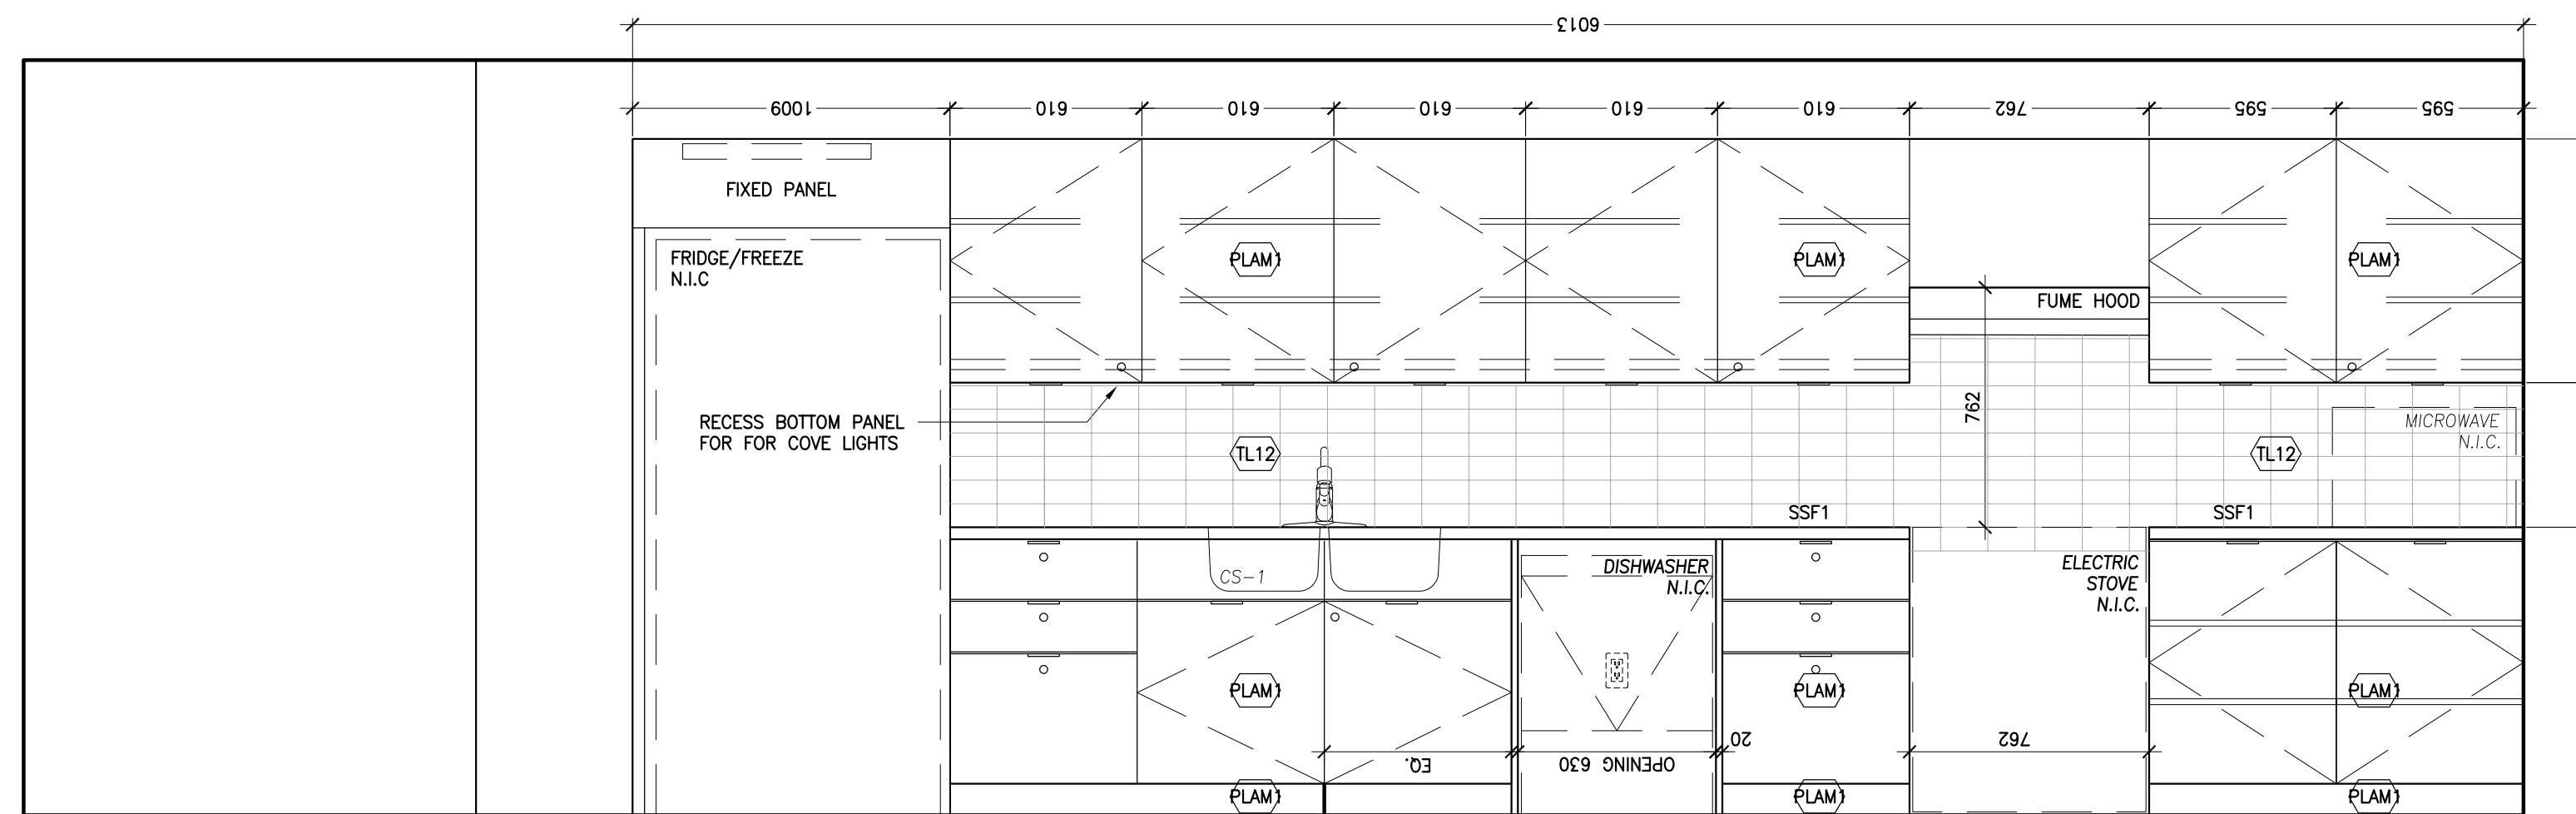 6013
1009
610
610
610
610
610
762
595
595
FIXED PANEL
FRIDGE/FREEZE
N.I.C
PLAM1
PLAM1
PLAM1
FUME HOOD
RECESS BOTTOM PANEL
FOR FOR COVE LIGHTS
762
MICROWAVE
N.I.C.
TL12
TL12
SSF1
SSF1
CS-1
DISHWASHER
N.I.C.
ELECTRIC
STOVE
N.I.C.
PLAM1
PLAM1
PLAM1
EQ.
OPENING 630
20
762
PLAM1
PLAM1
PLAM1